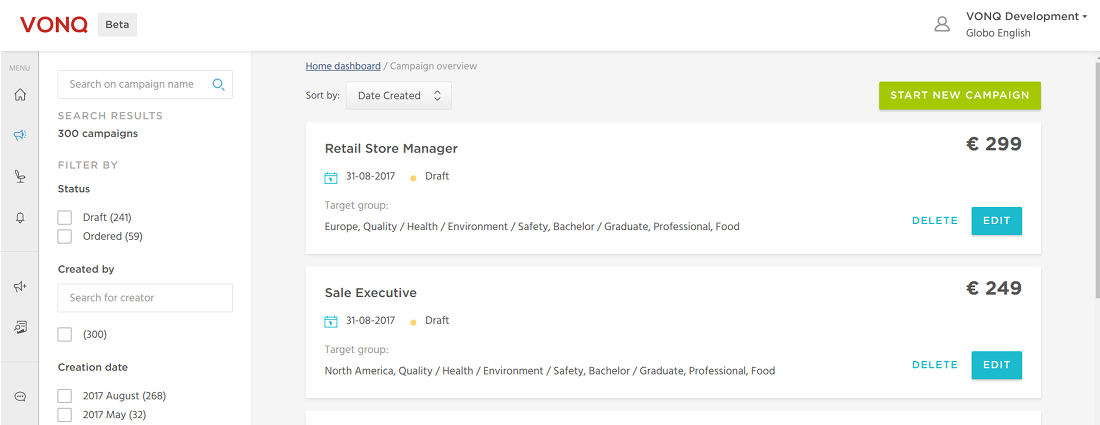 VONQ Beta
VONQ Development
Globo English
MENU
Search on campaign name
SEARCH RESULTS
300 campaigns
FILTER BY
Status
Draft (241)
Ordered (59)
Created by
Search for creator
(300)
Creation date
2017 August (268)
2017 May (32)
Home dashboard / Campaign overview
Sort by: Date Created
START NEW CAMPAIGN
Retail Store Manager
€ 299
31-08-2017 Draft
Target group:
Europe, Quality / Health / Environment / Safety, Bachelor / Graduate, Professional, Food
DELETE EDIT
Sale Executive
€ 249
31-08-2017 Draft
Target group:
North America, Quality / Health / Environment / Safety, Bachelor / Graduate, Professional, Food
DELETE EDIT